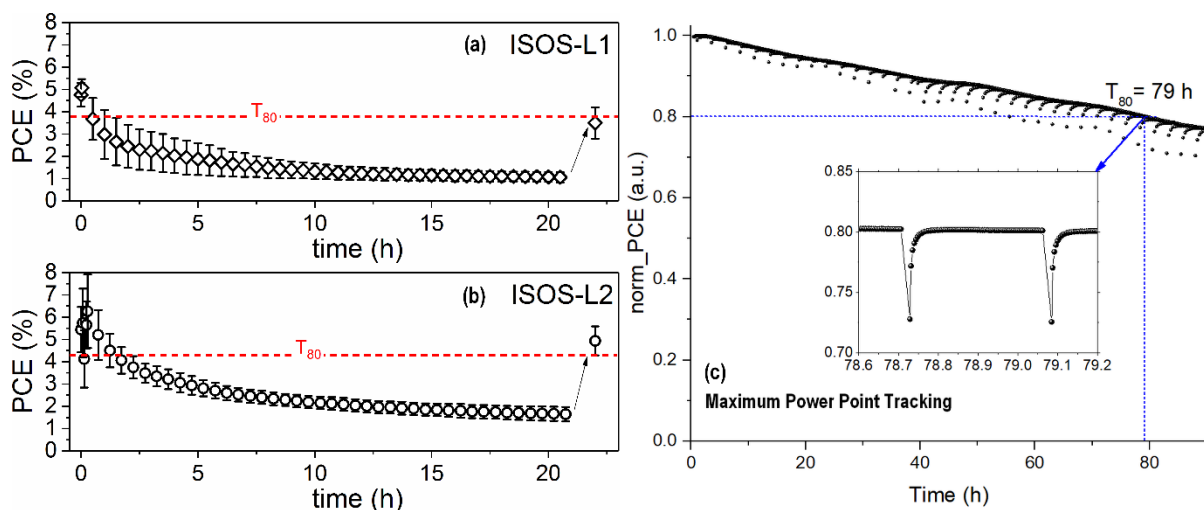 (a) ISOS-L1
T80
PCE (%)
8
7
6
5
4
3
2
1
0
0 5 10 15 20
time (h)
(b) ISOS-L2
T80
PCE (%)
8
7
6
5
4
3
2
1
0
0 5 10 15 20
time (h)
norm_PCE (a.u.)
1.0
0.8
0.6
0.4
0.2
0.0
T80 = 79 h
0.85
0.80
0.75
0.70
78.6 78.7 78.8 78.9 79.0 79.1 79.2
(c)
Maximum Power Point Tracking
0 20 40 60 80
Time (h)